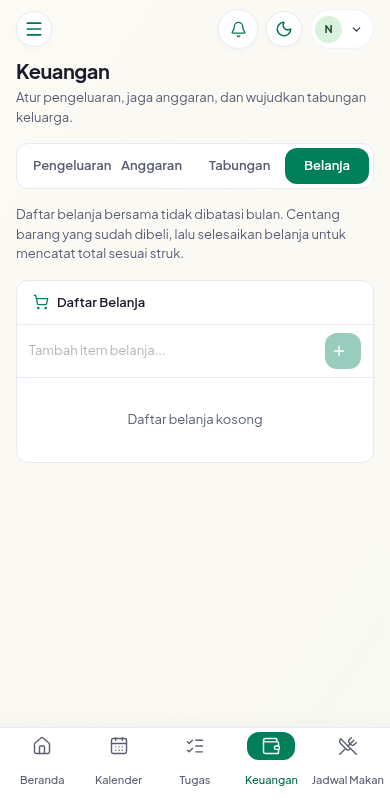 N
Keuangan
Atur pengeluaran, jaga anggaran, dan wujudkan tabungan
keluarga.
Pengeluaran Anggaran Tabungan Belanja
Daftar belanja bersama tidak dibatasi bulan. Centang
barang yang sudah dibeli, lalu selesaikan belanja untuk
mencatat total sesuai struk.
Daftar Belanja
Tambah item belanja...
Daftar belanja kosong
Beranda Kalender Tugas Keuangan Jadwal Makan